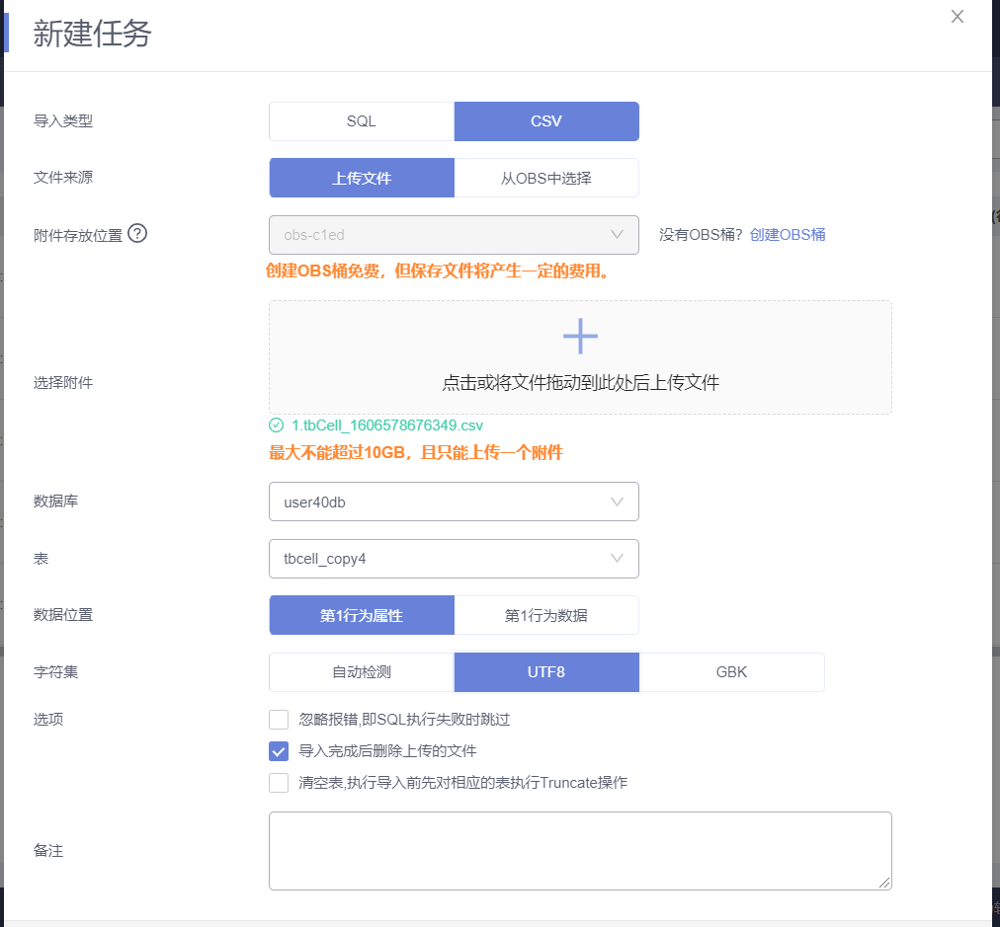 新建任务
导入类型 SQL CSV
文件来源 上传文件 从OBS中选择
附件存放位置 ? obs-c1ed 没有OBS桶? 创建OBS桶
创建OBS桶免费，但保存文件将产生一定的费用。
点击或将文件拖动到此处后上传文件
选择附件
1.tbCell_1606578676349.csv
最大不能超过10GB，且只能上传一个附件
数据库 user40db
表 tbcell_copy4
数据位置 第1行为属性 第1行为数据
字符集 自动检测 UTF8 GBK
选项 忽略报错,即SQL执行失败时跳过
导入完成后删除上传的文件
清空表,执行导入前先对相应的表执行Truncate操作
备注